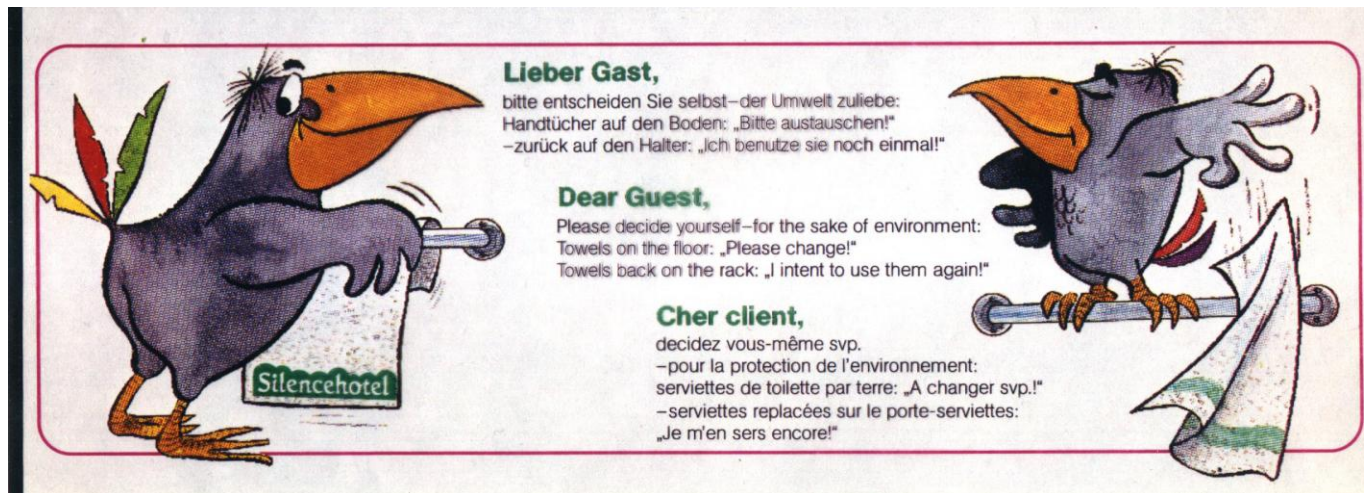 Lieber Gast,
bitte entscheiden Sie selbst–der Umwelt zuliebe:
Handtücher auf den Boden: „Bitte austauschen!“
–zurück auf den Halter: „Ich benutze sie noch einmal!“
Dear Guest,
Please decide yourself–for the sake of environment:
Towels on the floor: „Please change!“
Towels back on the rack: „I intent to use them again!“
Cher client,
decidez vous-même svp.
–pour la protection de l'environnement:
serviettes de toilette par terre: „A changer svp.!“
–serviettes replacées sur le porte-serviettes:
„Je m'en sers encore!“
Silencehotel